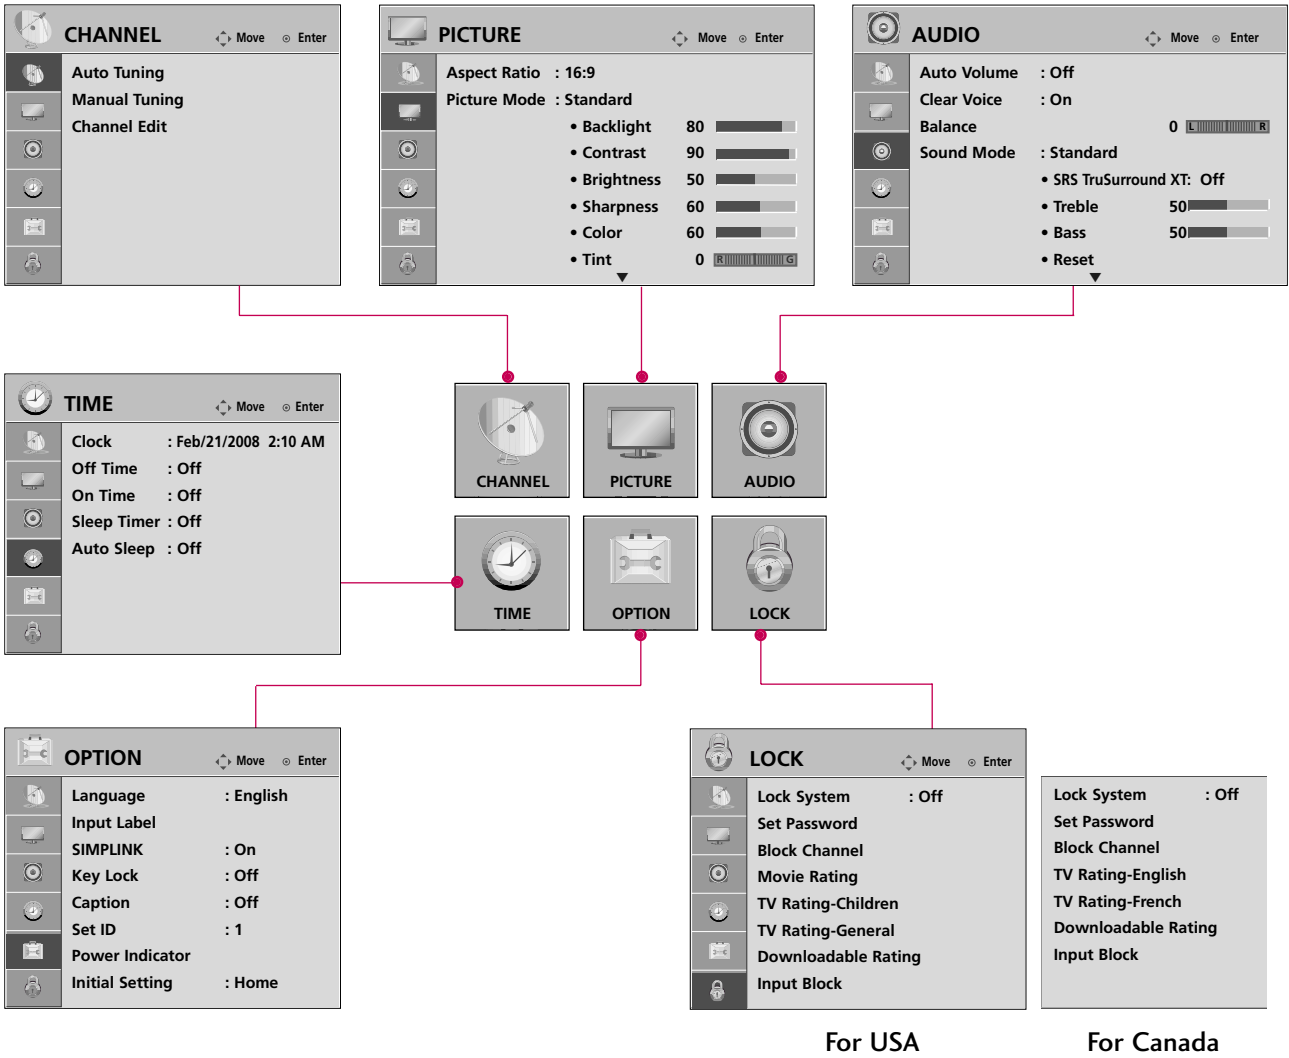 CHANNEL Move Enter
Auto Tuning
Manual Tuning
Channel Edit
PICTURE Move Enter
Aspect Ratio : 16:9
Picture Mode : Standard
• Backlight 80
• Contrast 90
• Brightness 50
• Sharpness 60
• Color 60
• Tint 0 R G
AUDIO Move Enter
Auto Volume : Off
Clear Voice : On
Balance 0 L R
Sound Mode : Standard
• SRS TruSurround XT: Off
• Treble 50
• Bass 50
• Reset
TIME Move Enter
Clock : Feb/21/2008 2:10 AM
Off Time : Off
On Time : Off
Sleep Timer : Off
Auto Sleep : Off
CHANNEL
PICTURE
AUDIO
TIME
OPTION
LOCK
OPTION Move Enter
Language : English
Input Label
SIMPLINK : On
Key Lock : Off
Caption : Off
Set ID : 1
Power Indicator
Initial Setting : Home
LOCK Move Enter
Lock System : Off
Set Password
Block Channel
Movie Rating
TV Rating-Children
TV Rating-General
Downloadable Rating
Input Block
For USA
Lock System : Off
Set Password
Block Channel
TV Rating-English
TV Rating-French
Downloadable Rating
Input Block
For Canada